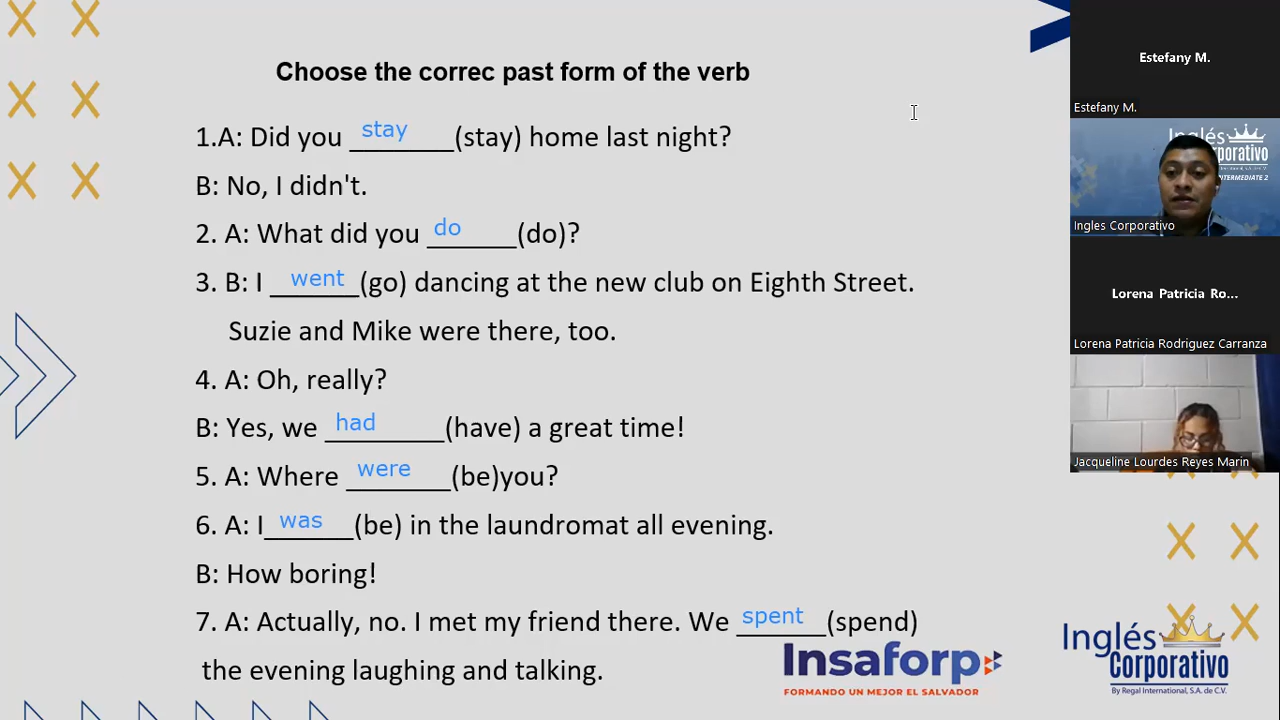 Choose the correc past form of the verb
1.A: Did you stay (stay) home last night?
B: No, I didn't.
2. A: What did you do (do)?
3. B: I went (go) dancing at the new club on Eighth Street.
Suzie and Mike were there, too.
4. A: Oh, really?
B: Yes, we had (have) a great time!
5. A: Where were (be)you?
6. A: I was (be) in the laundromat all evening.
B: How boring!
7. A: Actually, no. I met my friend there. We spent (spend)
the evening laughing and talking.
Insaforp
FORMANDO UN MEJOR EL SALVADOR
Inglés
Corporativo
By Regal International, S.A. de C.V.
Estefany M.
Estefany M.
Inglés
orporativo
INTERMEDIATE 2
Ingles Corporativo
Lorena Patricia Ro...
Lorena Patricia Rodriguez Carranza
Jacqueline Lourdes Reyes Marin